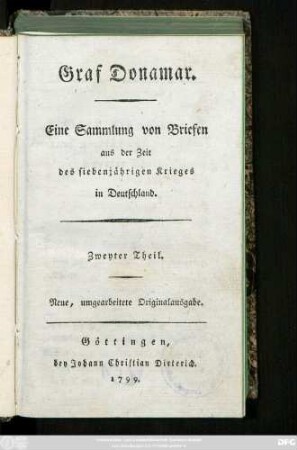 Graf Donamar.
Eine Sammlung von Briefen
aus der Zeit
des siebenjährigen Krieges
in Deutschland.
Zweyter Theil.
Neue, umgearbeitete Originalausgabe.
Göttingen,
bey Johann Christian Dieterich.
1799.